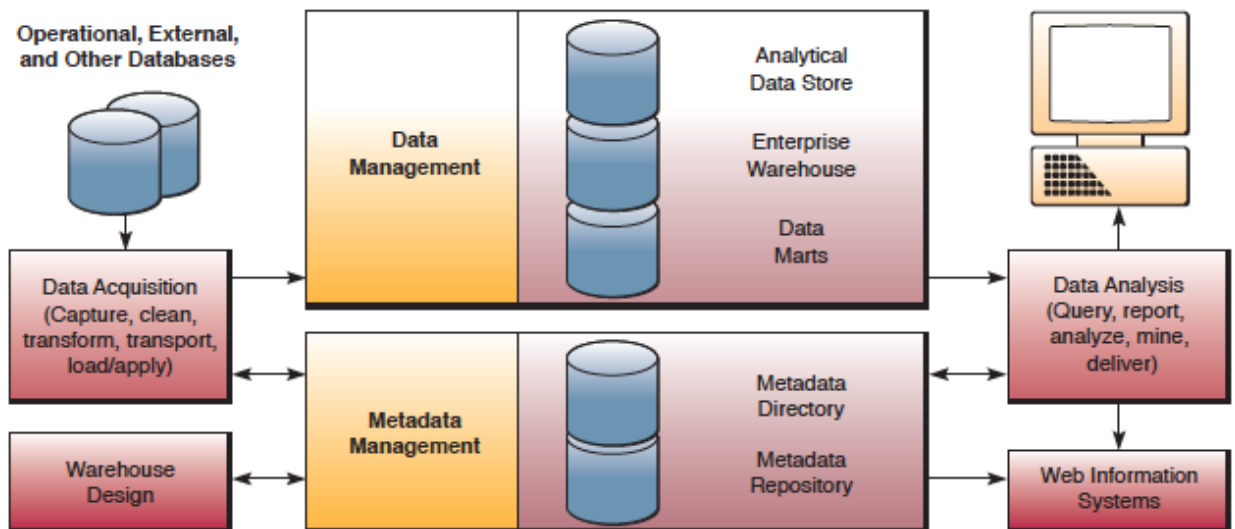 Operational, External,
and Other Databases
Data Acquisition
(Capture, clean,
transform, transport,
load/apply)
Warehouse
Design
Data
Management
Analytical
Data Store
Enterprise
Warehouse
Data
Marts
Metadata
Management
Metadata
Directory
Metadata
Repository
Data Analysis
(Query, report,
analyze, mine,
deliver)
Web Information
Systems